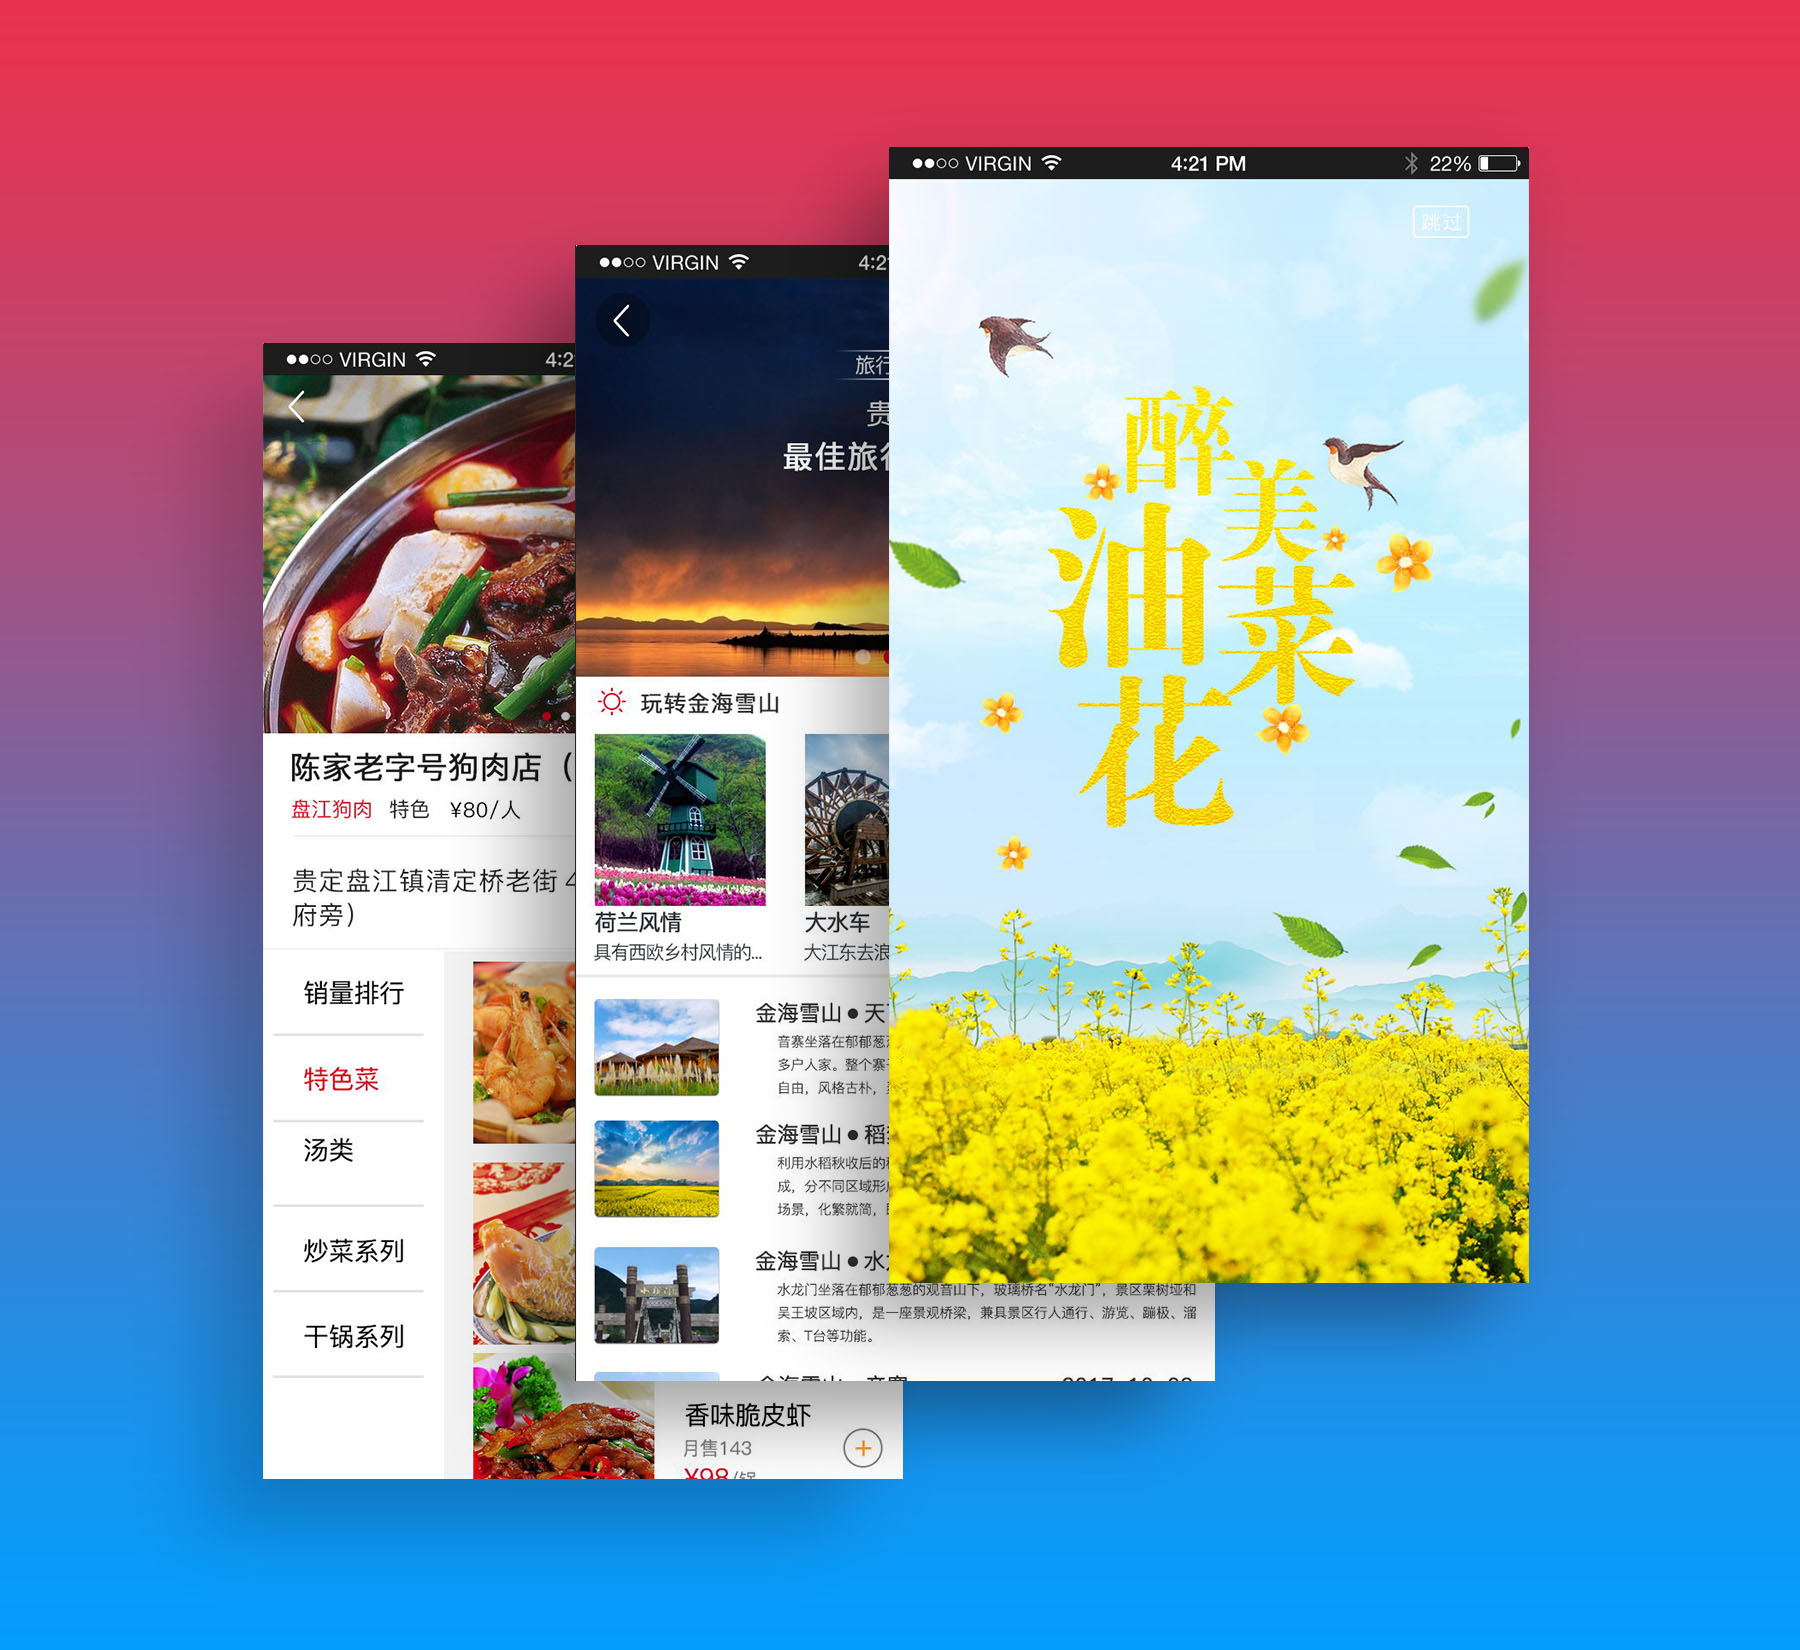 VIRGIN 4:21 PM 22%
跳过
醉美
油菜
花
VIRGIN 4:2
旅行
贵
最佳旅行
玩转金海雪山
荷兰风情
具有西欧乡村风情的...
大水车
大江东去浪
金海雪山●天
音寨坐落在郁郁葱
多户人家。整个寨
自由，风格古朴，
金海雪山●稻
利用水稻秋收后的
成，分不同区域形
场景，化繁就简，
金海雪山●水
水龙门坐落在郁郁葱葱的观音山下，玻璃桥名“水龙门”，景区栗树垭和
吴王坡区域内，是一座景观桥梁，兼具景区行人通行、游览、蹦极、溜
索、T台等功能。
金海雪山●音寨
VIRGIN 4:2
陈家老字号狗肉店（
盘江狗肉 特色 ¥80/人
贵定盘江镇清定桥老街 4
府旁）
销量排行
特色菜
汤类
炒菜系列
干锅系列
香味脆皮虾
月售143
¥98/锅